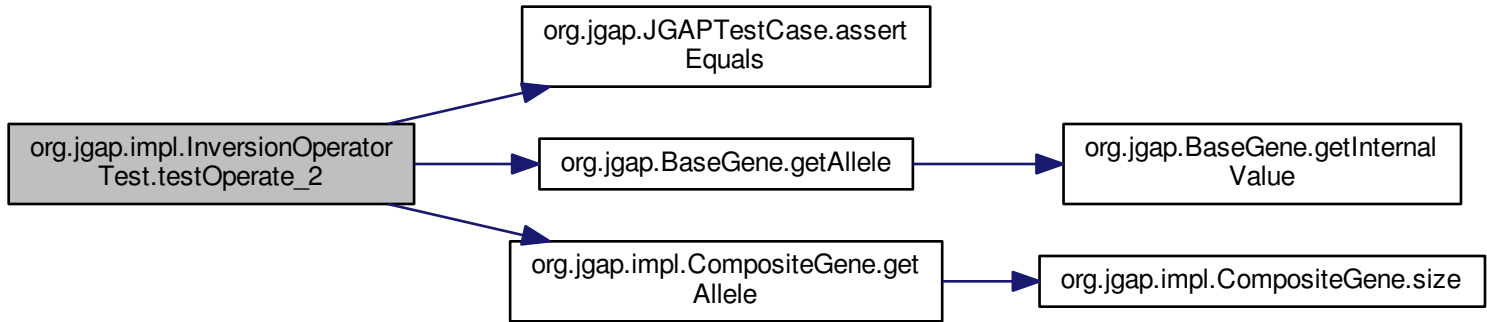 org.jgap.impl.InversionOperator
Test.testOperate_2
org.jgap.JGAPTestCase.assert
Equals
org.jgap.BaseGene.getAllele
org.jgap.BaseGene.getInternal
Value
org.jgap.impl.CompositeGene.get
Allele
org.jgap.impl.CompositeGene.size